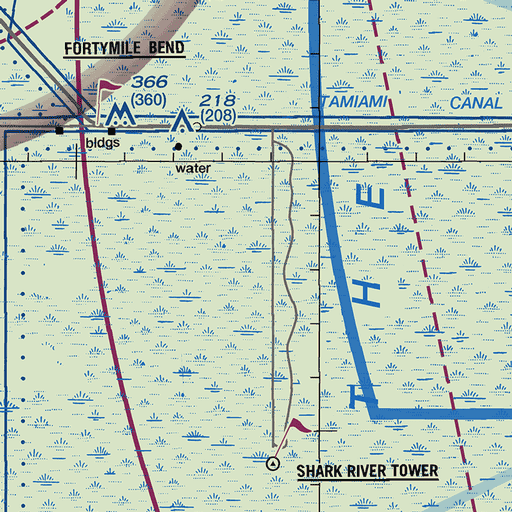 FORTYMILE BEND
366
(360)
218
(208)
TAMIAMI CANAL
bldgs
water
E
H
T
SHARK RIVER TOWER